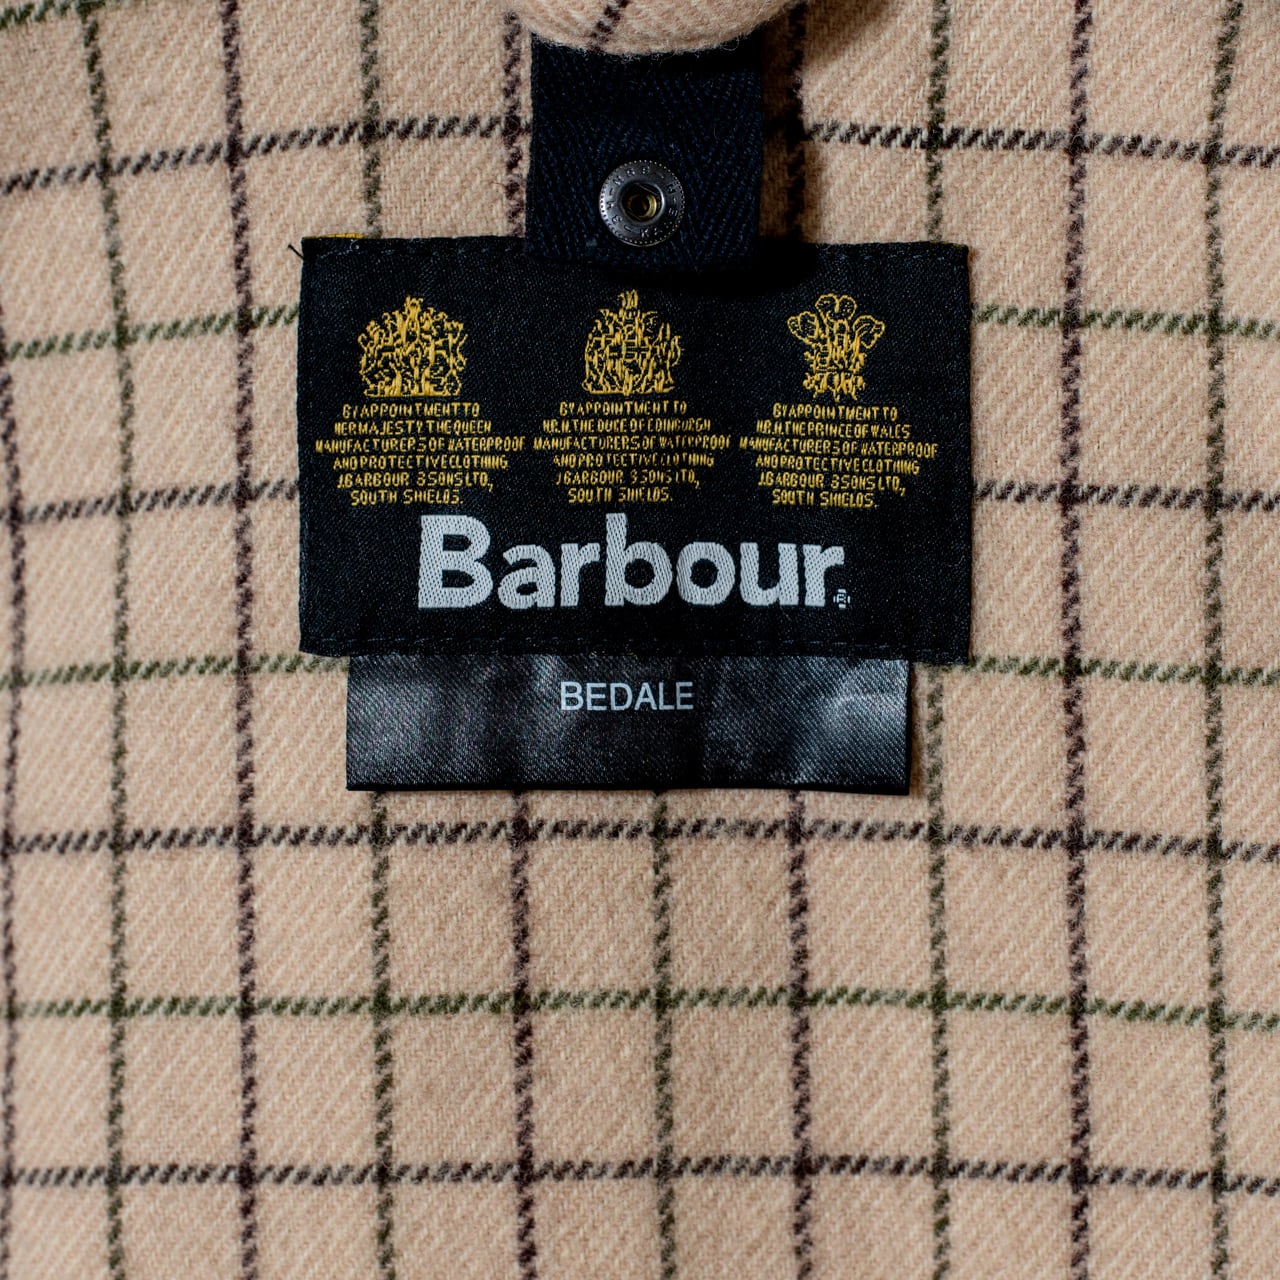 BY APPOINTMENT TO
HER MAJESTY THE QUEEN
MANUFACTURERS OF WATERPROOF
AND PROTECTIVE CLOTHING
J.BARBOUR & SONS LTD.,
SOUTH SHIELDS.
BY APPOINTMENT TO
H.R.H. THE DUKE OF EDINBURGH
MANUFACTURERS OF WATERPROOF
AND PROTECTIVE CLOTHING
J.BARBOUR & SONS LTD.,
SOUTH SHIELDS.
BY APPOINTMENT TO
H.R.H. THE PRINCE OF WALES
MANUFACTURERS OF WATERPROOF
AND PROTECTIVE CLOTHING
J.BARBOUR & SONS LTD.,
SOUTH SHIELDS.
Barbour®
BEDALE